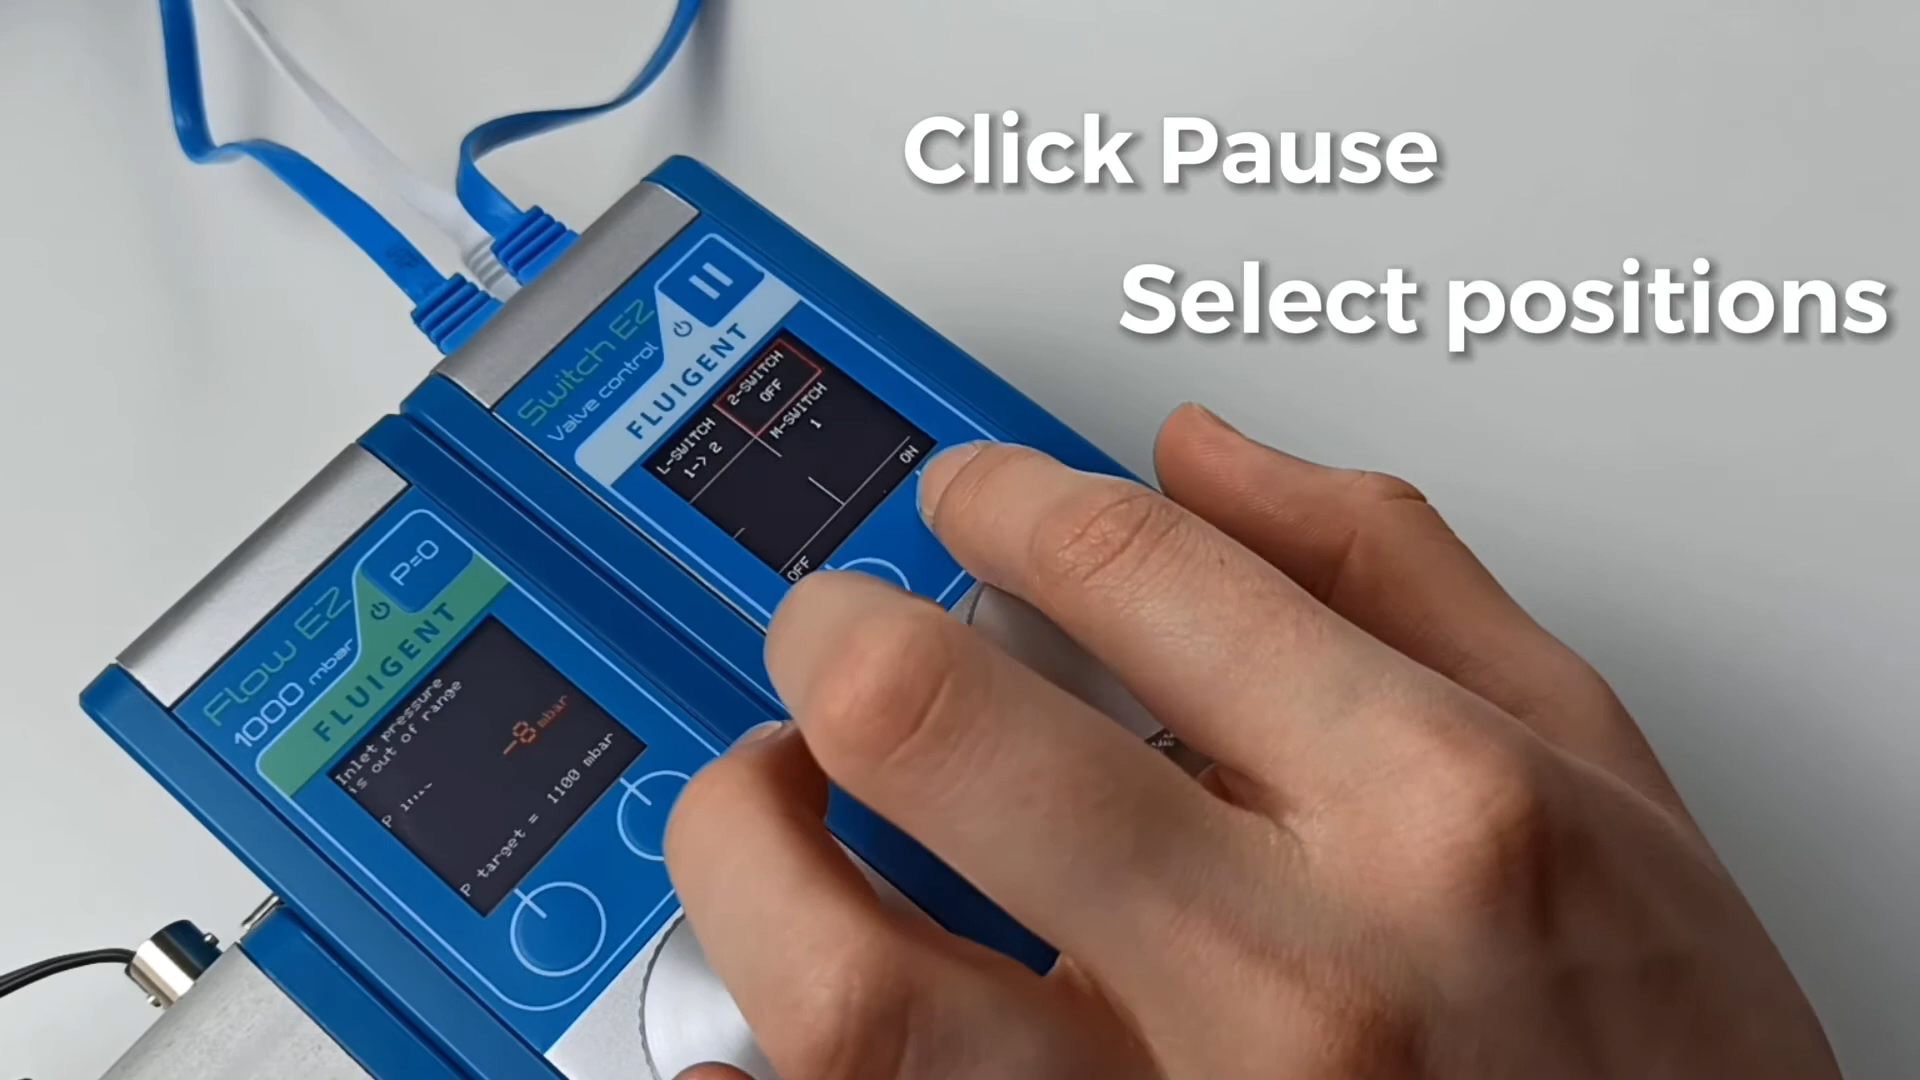 Click Pause
Select positions
Switch EZ
Valve control
FLUIGENT
L-SWITCH
1-> 2
2-SWITCH
OFF
M-SWITCH
1
OFF
ON
Flow EZ
1000 mbar
P=0
FLUIGENT
Inlet pressure
is out of range
-8 mbar
P
P target = 1100 mbar